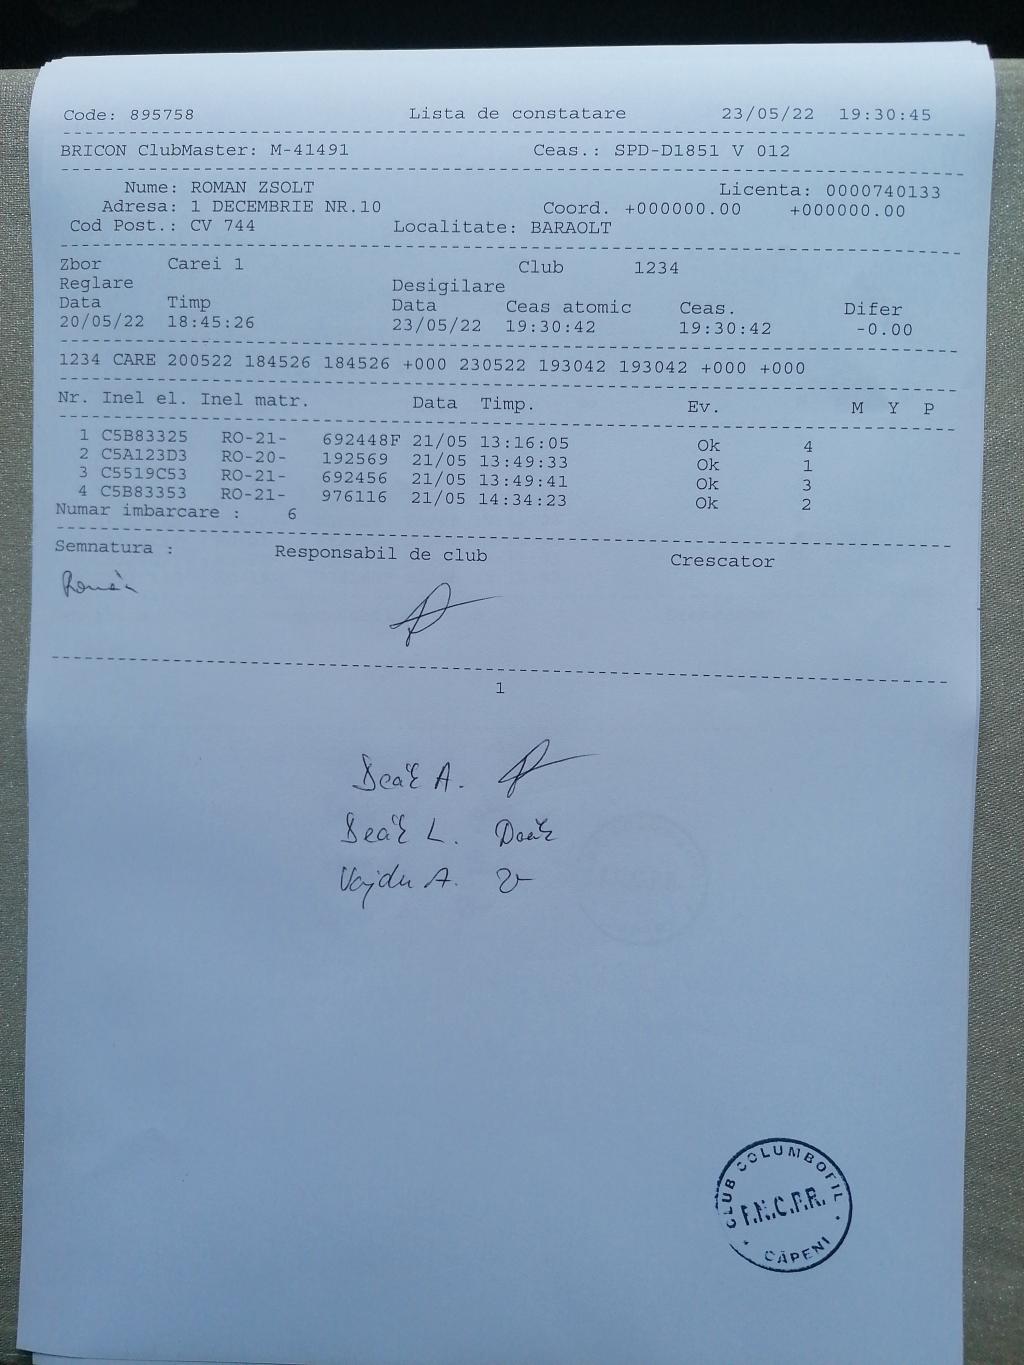 Code: 895758 Lista de constatare 23/05/22 19:30:45
BRICON ClubMaster: M-41491 Ceas.: SPD-D1851 V 012
Nume: ROMAN ZSOLT Licenta: 0000740133
Adresa: 1 DECEMBRIE NR.10 Coord. +000000.00 +000000.00
Cod Post.: CV 744 Localitate: BARAOLT
Zbor Carei 1 Club 1234
Reglare Desigilare
Data Timp Data Ceas atomic Ceas. Difer
20/05/22 18:45:26 23/05/22 19:30:42 19:30:42 -0.00
1234 CARE 200522 184526 184526 +000 230522 193042 193042 +000 +000
Nr. Inel el. Inel matr. Data Timp. Ev. M Y P
1 C5B83325 RO-21- 692448F 21/05 13:16:05 Ok 4
2 C5A123D3 RO-20- 192569 21/05 13:49:33 Ok 1
3 C5519C53 RO-21- 692456 21/05 13:49:41 Ok 3
4 C5B83353 RO-21- 976116 21/05 14:34:23 Ok 2
Numar imbarcare : 6
Semnatura : Responsabil de club Crescator
Román
1
Deák A.
Deák L. Deák
Vajdu A.
CLUB COLUMBOFIL
F.N.C.P.R.
CĂPENI